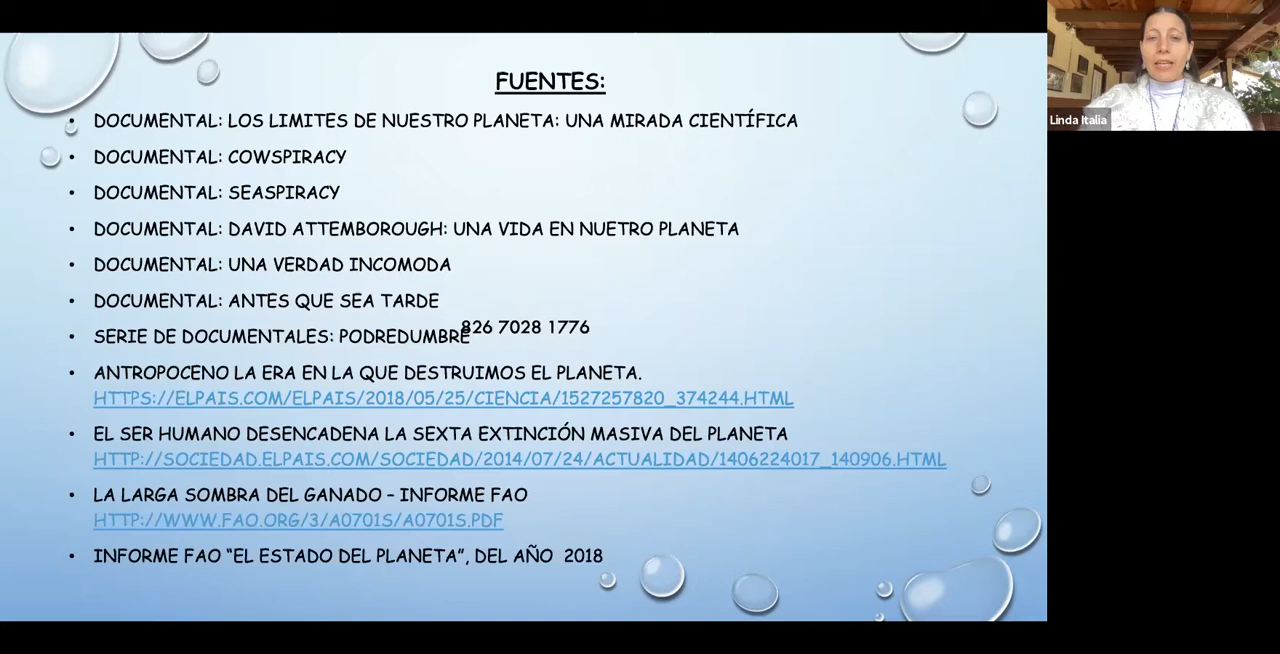 FUENTES:
• DOCUMENTAL: LOS LIMITES DE NUESTRO PLANETA: UNA MIRADA CIENTÍFICA
• DOCUMENTAL: COWSPIRACY
• DOCUMENTAL: SEASPIRACY
• DOCUMENTAL: DAVID ATTEMBOROUGH: UNA VIDA EN NUETRO PLANETA
• DOCUMENTAL: UNA VERDAD INCOMODA
• DOCUMENTAL: ANTES QUE SEA TARDE
826 7028 1776
• SERIE DE DOCUMENTALES: PODREDUMBRE
• ANTROPOCENO LA ERA EN LA QUE DESTRUIMOS EL PLANETA.
HTTPS://ELPAIS.COM/ELPAIS/2018/05/25/CIENCIA/1527257820_374244.HTML
• EL SER HUMANO DESENCADENA LA SEXTA EXTINCIÓN MASIVA DEL PLANETA
HTTP://SOCIEDAD.ELPAIS.COM/SOCIEDAD/2014/07/24/ACTUALIDAD/1406224017_140906.HTML
• LA LARGA SOMBRA DEL GANADO – INFORME FAO
HTTP://WWW.FAO.ORG/3/A0701S/A0701S.PDF
• INFORME FAO “EL ESTADO DEL PLANETA”, DEL AÑO 2018
Linda Italia